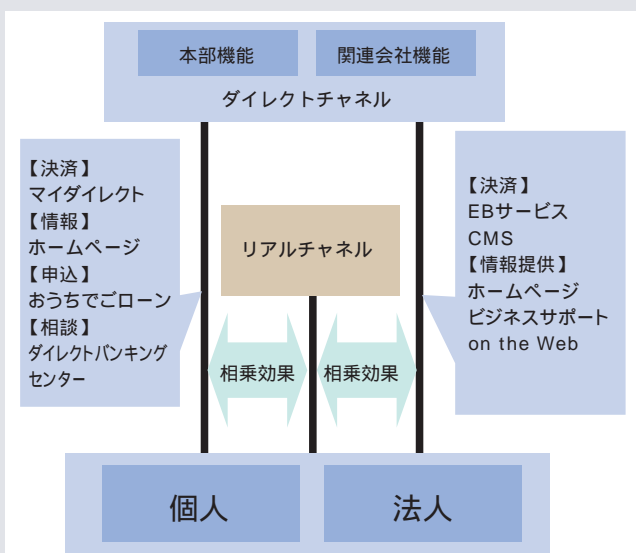 本部機能
関連会社機能
ダイレクトチャネル
【決済】
マイダイレクト
【情報】
ホームページ
【申込】
おうちでごローン
【相談】
ダイレクトバンキング
センター
リアルチャネル
【決済】
EBサービス
CMS
【情報提供】
ホームページ
ビジネスサポート
on the Web
相乗効果
相乗効果
個人
法人